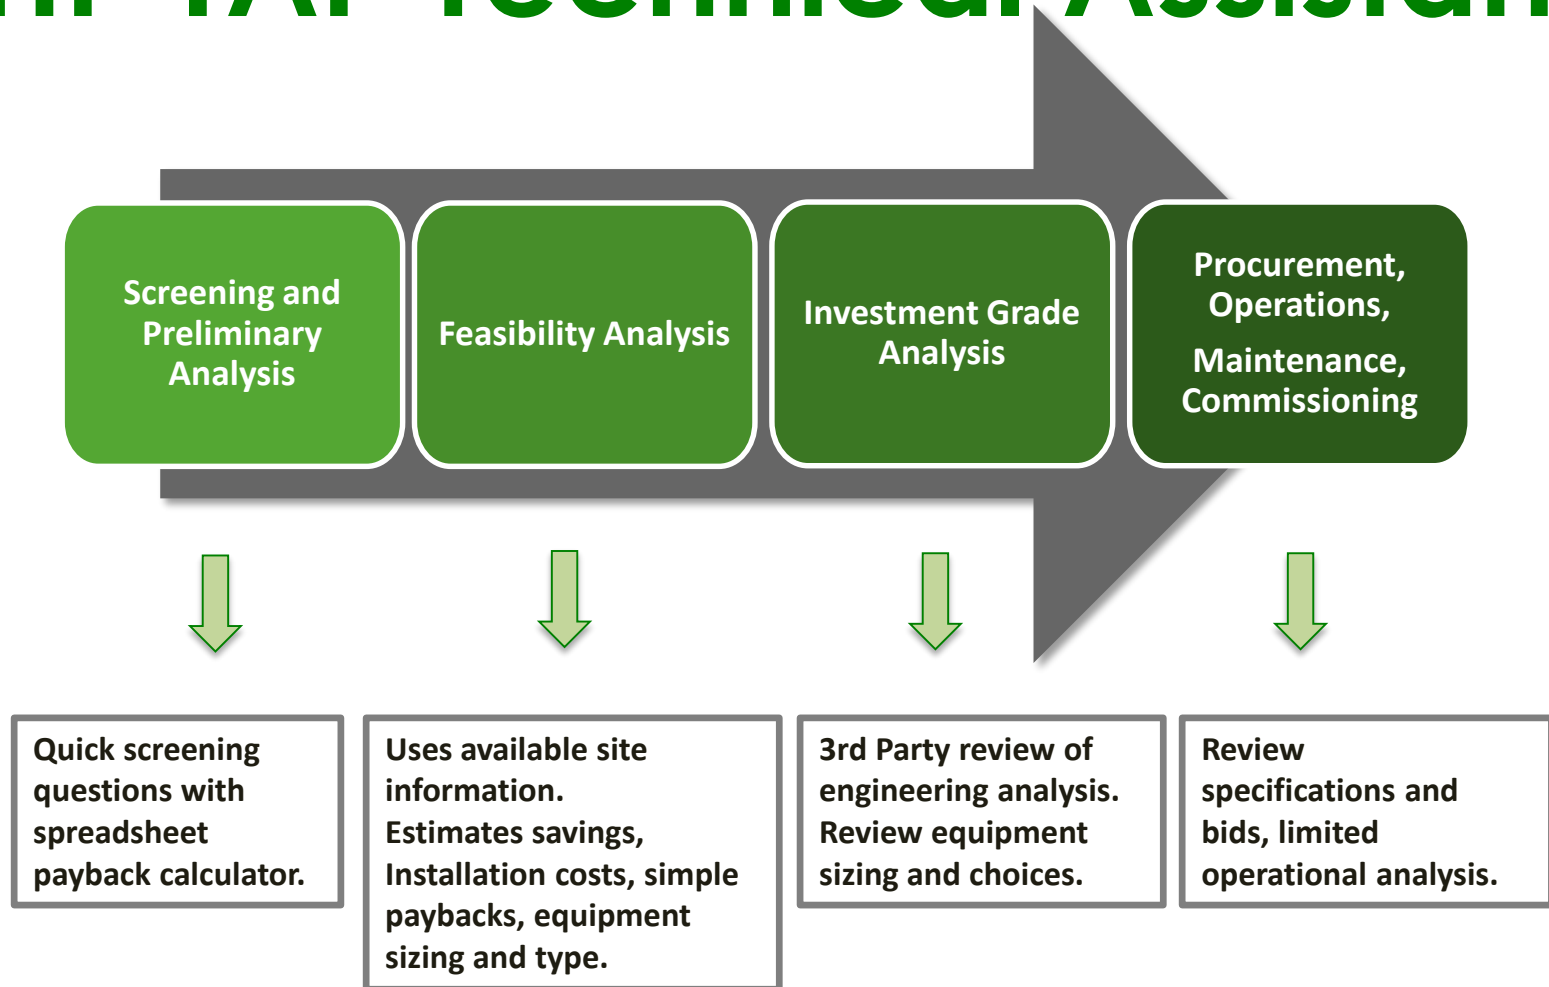 TAP Technical
Screening and
Preliminary
Analysis
Feasibility Analysis
Investment Grade
Analysis
Procurement,
Operations,
Maintenance,
Commissioning
Quick screening
questions with
spreadsheet
payback calculator.
Uses available site
information.
Estimates savings,
Installation costs, simple
paybacks, equipment
sizing and type.
3rd Party review of
engineering analysis.
Review equipment
sizing and choices.
Review
specifications and
bids, limited
operational analysis.